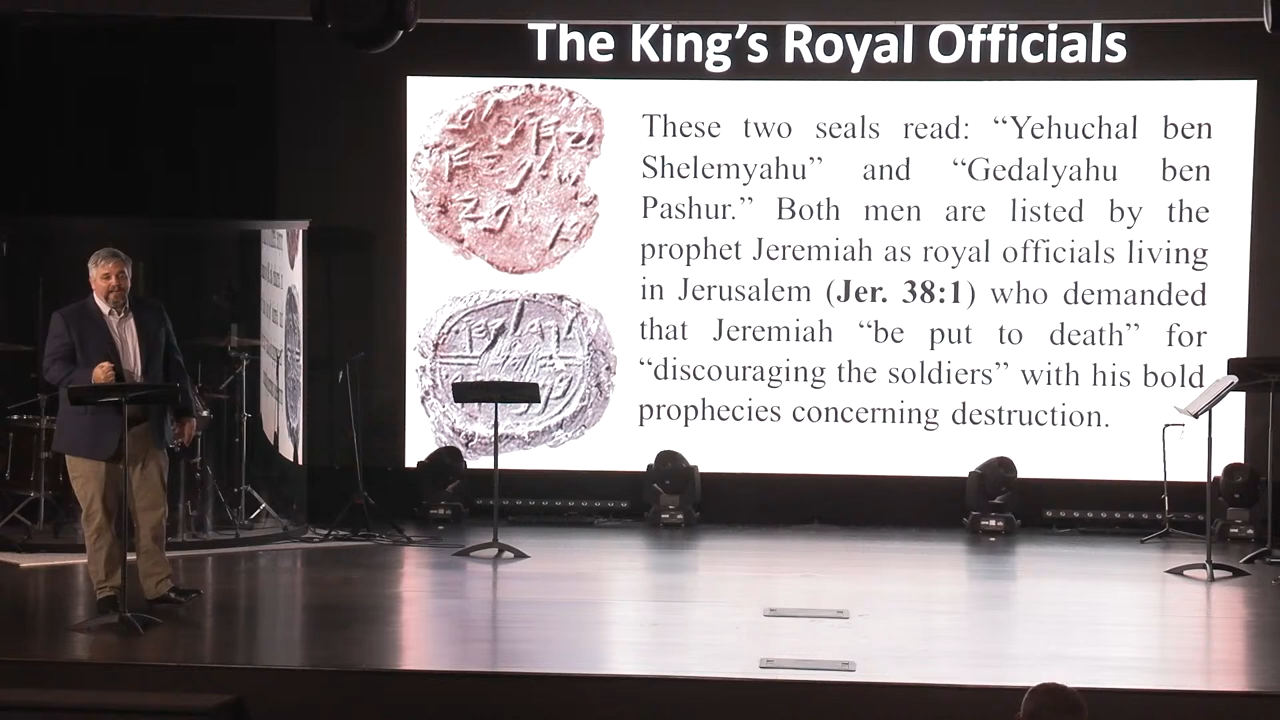 The King's Royal Officials
These two seals read: “Yehuchal ben
Shelemyahu” and “Gedalyahu ben
Pashur.” Both men are listed by the
prophet Jeremiah as royal officials living
in Jerusalem (Jer. 38:1) who demanded
that Jeremiah “be put to death” for
“discouraging the soldiers” with his bold
prophecies concerning destruction.